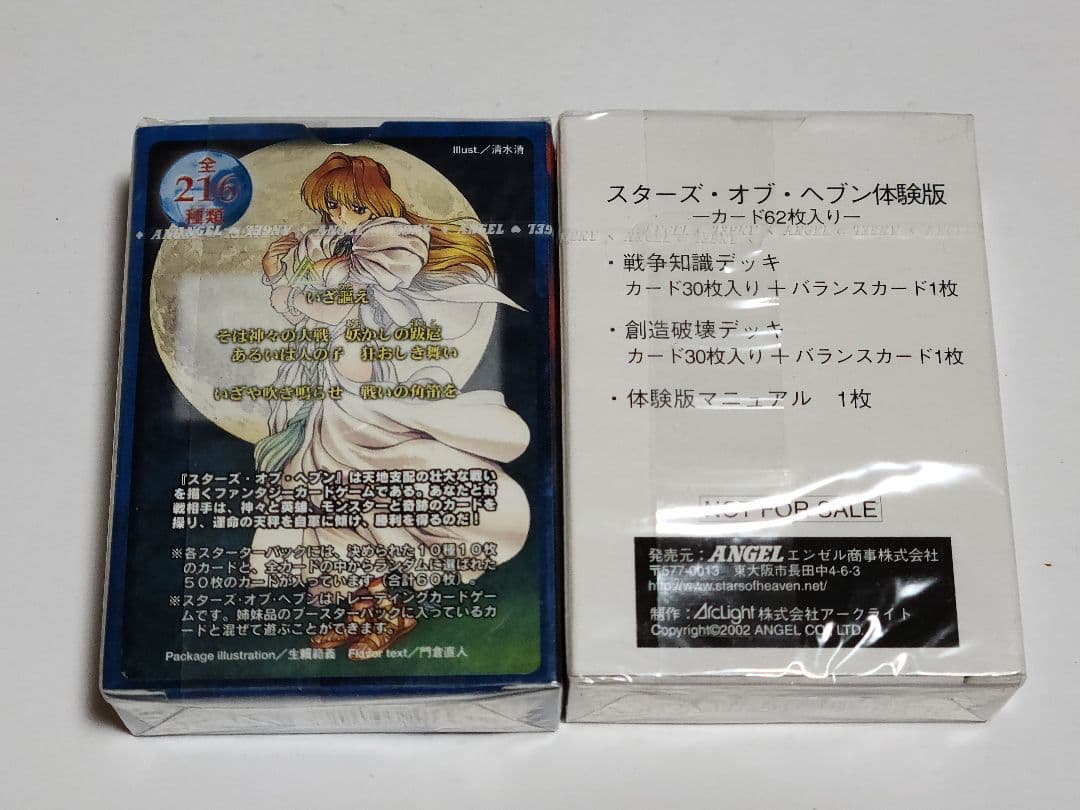 Illust.／清水清
全
216
種類
ANGEL
いざ謳え
そは神々の大戦　妖かしの跋扈
あるいは人の子　狂おしき舞い
いざや吹き鳴らせ　戦いの角笛を
『スターズ・オブ・ヘブン』は天地支配の壮大な戦い
を描くファンタジーカードゲームである。あなたと対
戦相手は、神々と英雄、モンスターと奇跡のカードを
操り、運命の天秤を自軍に傾け、勝利を得るのだ！
※各スターターパックには、決められた１０種１０枚
のカードと、全カードの中からランダムに選ばれた
５０枚のカードが入っています（合計６０枚）
※スターズ・オブ・ヘブンはトレーディングカードゲー
ムです。姉妹品のブースターパックに入っているカ
ードと混ぜて遊ぶことができます。
Package illustration／生賴範義　Flavor text／門倉直人
スターズ・オブ・ヘブン体験版
―カード62枚入り―
・戦争知識デッキ
カード30枚入り＋バランスカード1枚
・創造破壊デッキ
カード30枚入り＋バランスカード1枚
・体験版マニュアル　1枚
NOT FOR SALE
発売元：ANGEL エンゼル商事株式会社
〒577-0013　東大阪市長田中4-6-3
http://www.starsofheaven.net/
制作：ArcLight 株式会社アークライト
Copyright©2002 ANGEL CO.,LTD.